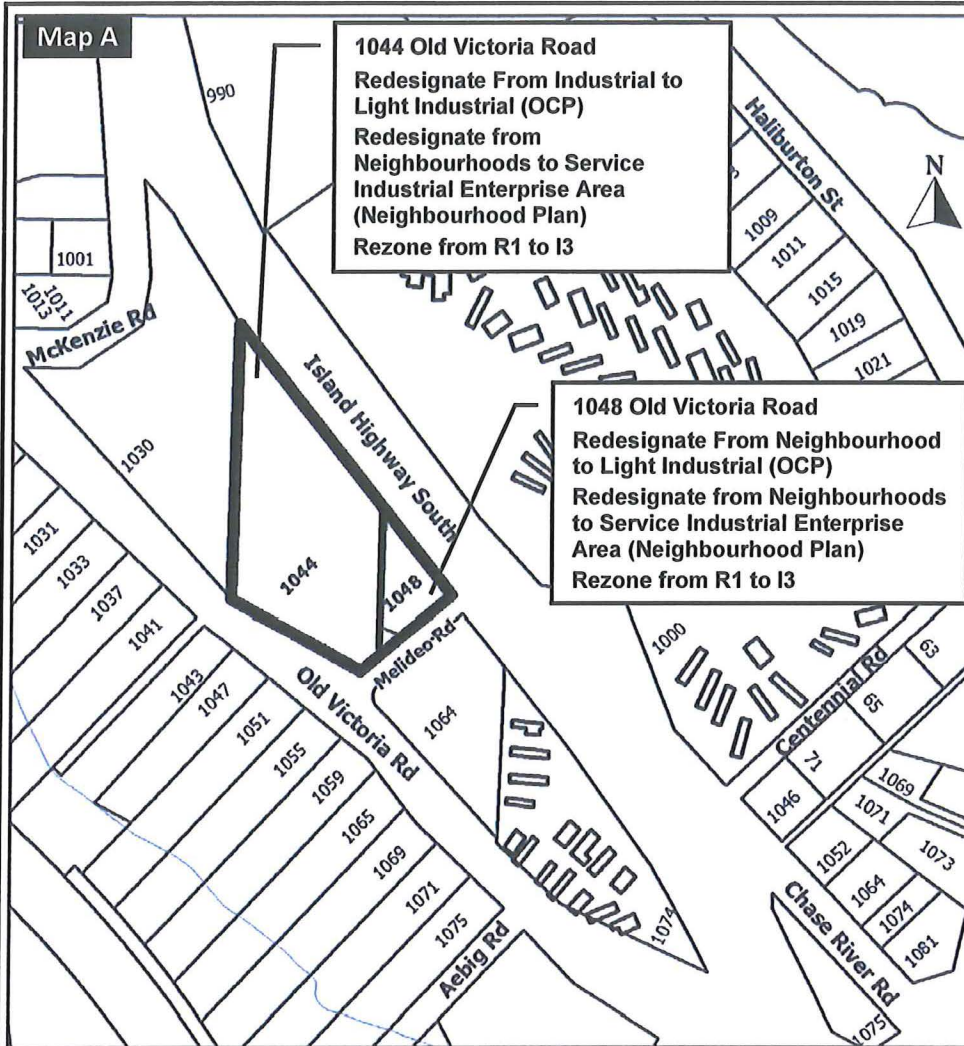 Map A
990
1044 Old Victoria Road
Redesignate From Industrial to
Light Industrial (OCP)
Redesignate from
Neighbourhoods to Service
Industrial Enterprise Area
(Neighbourhood Plan)
Rezone from R1 to I3
Haliburton St
N
1009
1011
1015
1019
1021
1001
1011
1013
McKenzie Rd
Island Highway South
1048 Old Victoria Road
Redesignate From Neighbourhood
to Light Industrial (OCP)
Redesignate from Neighbourhoods
to Service Industrial Enterprise
Area (Neighbourhood Plan)
Rezone from R1 to I3
1030
1031
1033
1037
1041
1044
1048
Melideo Rd
1000
Centennial Rd
63
65
71
1046
1043
1047
1051
1055
1059
1065
1069
1071
1075
Old Victoria Rd
1064
1074
Aebig Rd
1069
1071
1073
1052
1064
1074
1081
Chase River Rd
1075